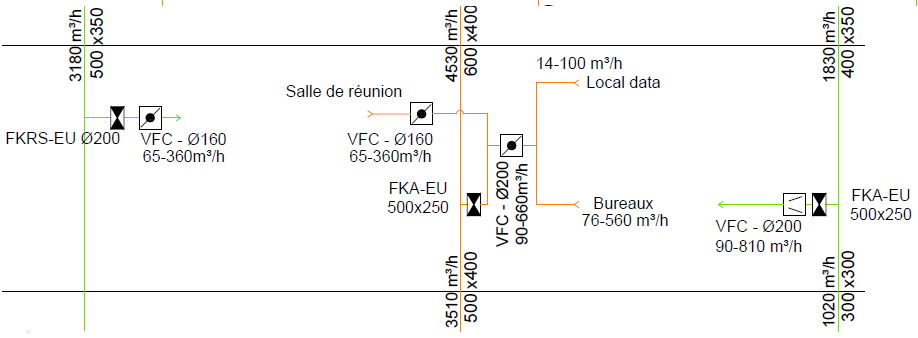 3180 m³/h
500 x350
4530 m³/h
600 x400
1830 m³/h
400 x350
14-100 m³/h
Local data
Salle de réunion
FKRS-EU Ø200
VFC - Ø160
65-360m³/h
VFC - Ø160
65-360m³/h
FKA-EU
500x250
VFC - Ø200
90-660m³/h
Bureaux
76-560 m³/h
VFC - Ø200
90-810 m³/h
FKA-EU
500x250
3510 m³/h
500 x400
1020 m³/h
300 x300